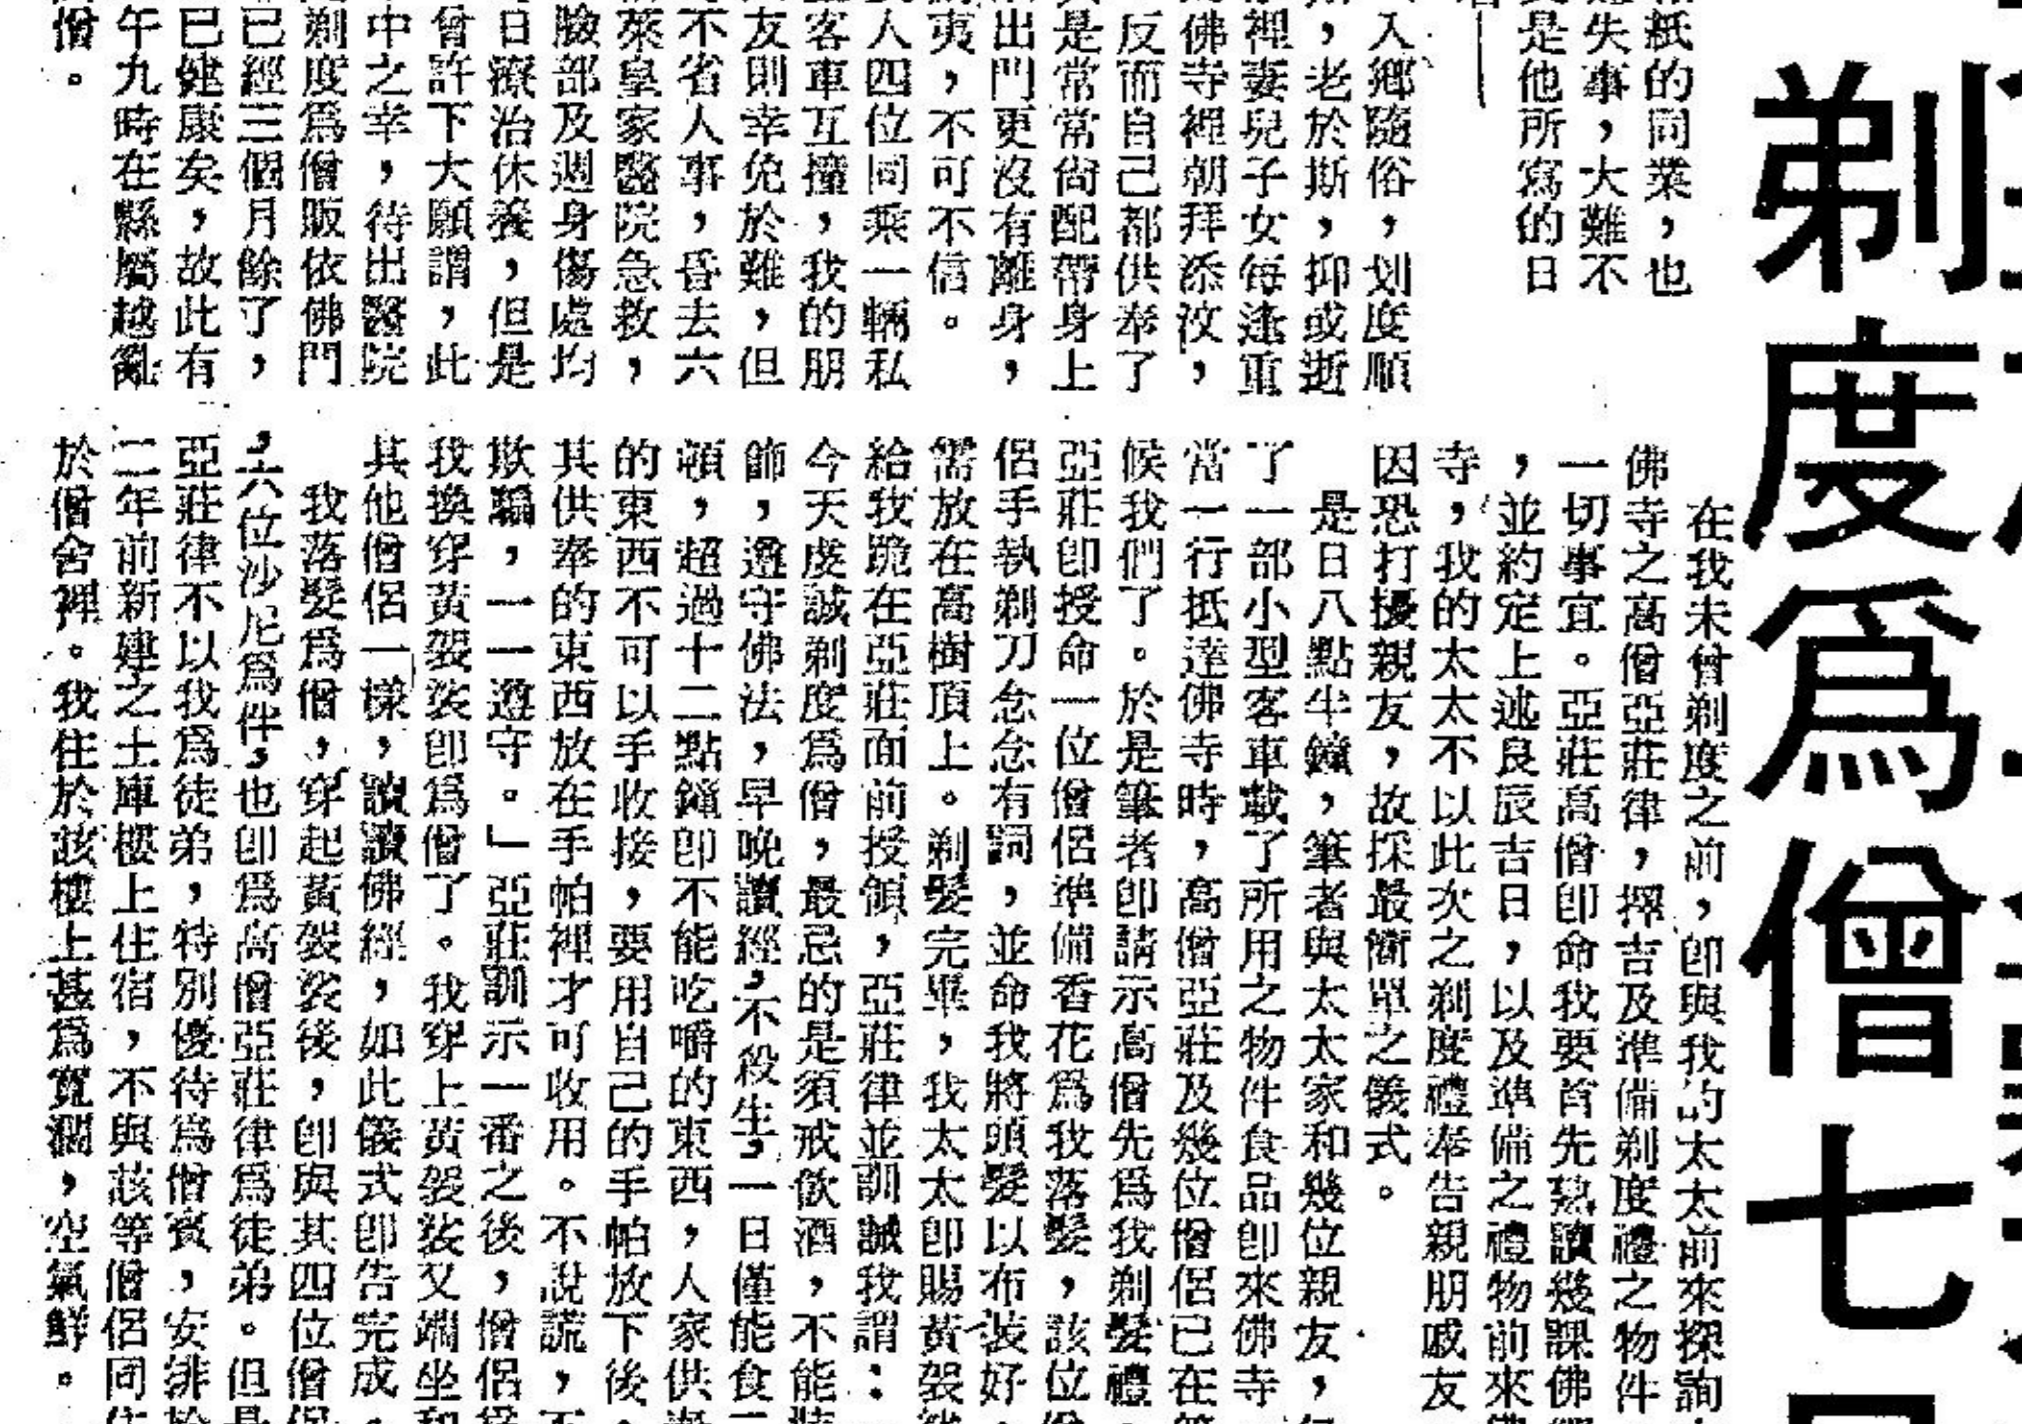 剃度爲僧七
紙的同業，也
失事，大難不
是他所寫的日
入鄉隨俗，划度順
，老於斯，抑或逝
裡妻兒子女每逢重
佛寺裡朝拜添汶，
反而自己都供奉了
是常常尙配帶身上
出門更沒有離身，
夷，不可不信。
人四位同乘一輛私
客車互撞，我的朋
友則幸免於難，但
不省人事，昏去六
萊皇家醫院急救，
臉部及週身傷處均
日療治休養，但是
曾許下大願謂，此
中之幸，待出醫院
剃度爲僧皈依佛門
已經三個月餘了，
已健康矣，故此有
午九時在縣屬越亂
僧。
在我未曾剃度之前，卽與我的太太前來探詢
佛寺之高僧亞莊律，擇吉及準備剃度禮之物件
一切事宜。亞莊高僧卽命我要首先熟讀幾課佛
，並約定上述良辰吉日，以及準備之禮物前來
寺，我的太太不以此次之剃度禮奉告親朋戚友
因恐打擾親友，故採最簡單之儀式。
是日八點半鐘，筆者與太太家和幾位親友，
了一部小型客車載了所用之物件食品卽來佛寺
當一行抵達佛寺時，高僧亞莊及幾位僧侶已在
候我們了。於是筆者卽請示高僧先爲我剃髮禮
亞莊卽授命一位僧侶準備香花爲我落髮，該位
侶手執剃刀念念有詞，並命我將頭髮以布裝好
需放在高樹頂上。剃髮完畢，我太太卽賜黃袈
給我跪在亞莊面前授領，亞莊律並訓誡我謂：
今天虔誠剃度爲僧，最忌的是須戒飲酒，不能
飾，遵守佛法，早晚讀經，不殺生，一日僅能食
頓，超過十二點鐘卽不能吃嚼的東西，人家供
的東西不可以手收接，要用自己的手帕放下後
其供奉的東西放在手帕裡才可收用。不說謊，
欺騙，一一遵守。」亞莊訓示一番之後，僧侶
我換穿黃袈裟卽爲僧了。我穿上黃袈裟又端坐
其他僧侶一樣，讀讀佛經，如此儀式卽告完成
我落髮爲僧，穿起黃袈裟後，卽與其四位僧
，六位沙尼爲伴，也卽爲高僧亞莊律爲徒弟。但
亞莊律不以我爲徒弟，特別優待爲僧賓，安排
二年前新建之土庫樓上住宿，不與該等僧侶同
於僧舍裡。我住於該樓上甚爲寬濶，空氣鮮。